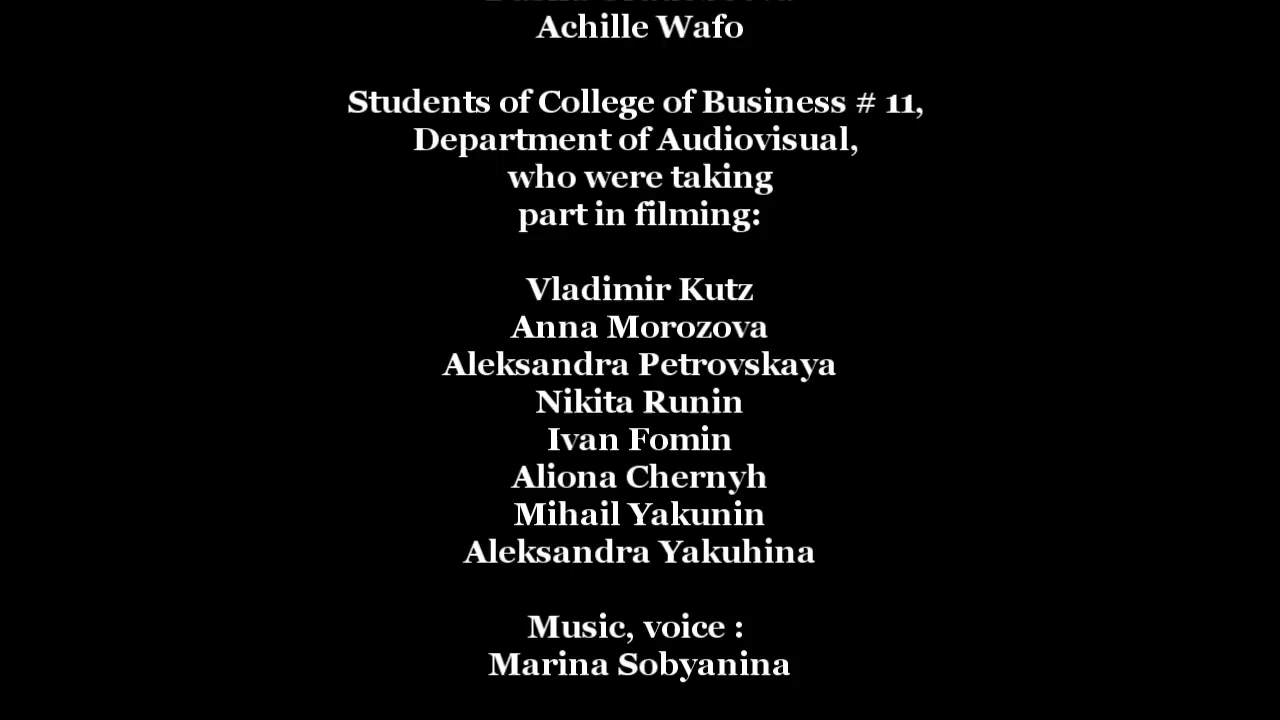 Achille Wafo
Students of College of Business # 11,
Department of Audiovisual,
who were taking
part in filming:
Vladimir Kutz
Anna Morozova
Aleksandra Petrovskaya
Nikita Runin
Ivan Fomin
Aliona Chernyh
Mihail Yakunin
Aleksandra Yakuhina
Music, voice :
Marina Sobyanina